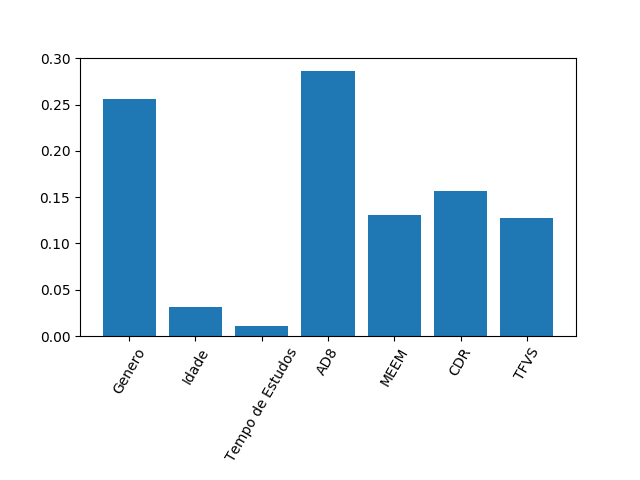 0.30
0.25
0.20
0.15
0.10
0.05
0.00
Genero
Idade
Tempo de Estudos
AD8
MEEM
CDR
TFVS